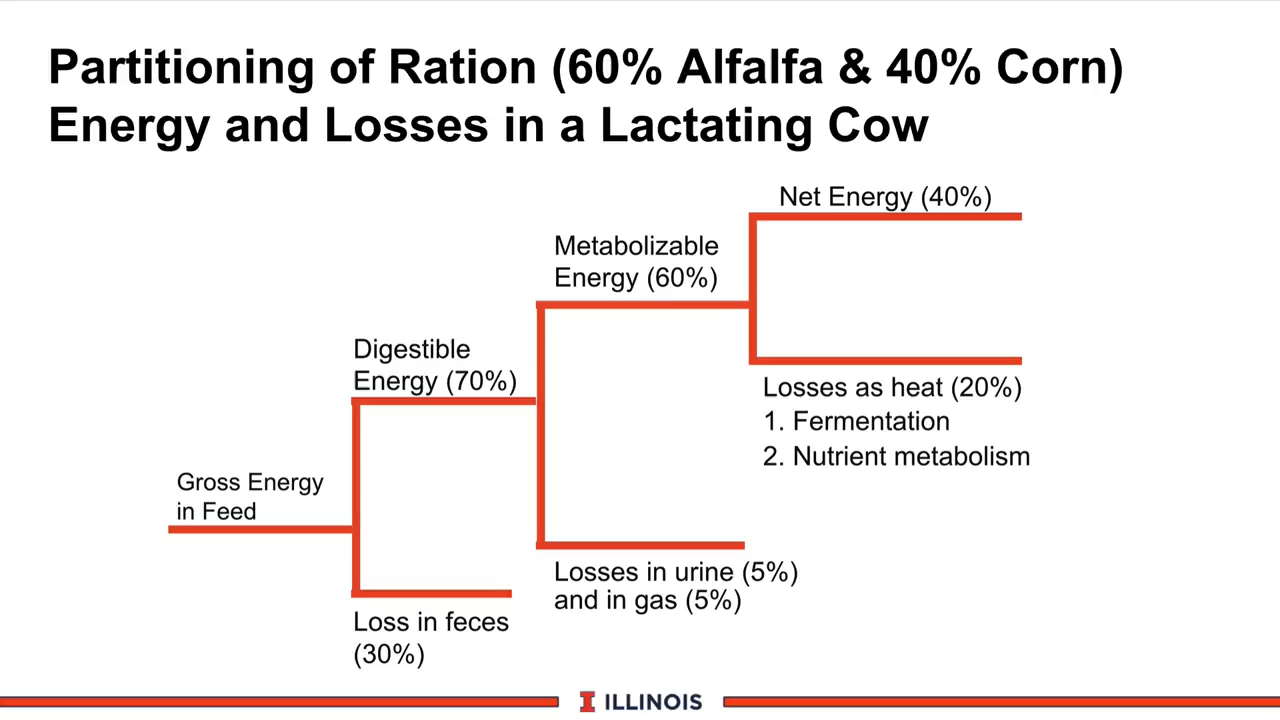 Partitioning of Ration (60% Alfalfa & 40% Corn)
Energy and Losses in a Lactating Cow
Net Energy (40%)
Metabolizable
Energy (60%)
Digestible
Energy (70%)
Losses as heat (20%)
1. Fermentation
2. Nutrient metabolism
Gross Energy
in Feed
Losses in urine (5%)
and in gas (5%)
Loss in feces
(30%)
I ILLINOIS